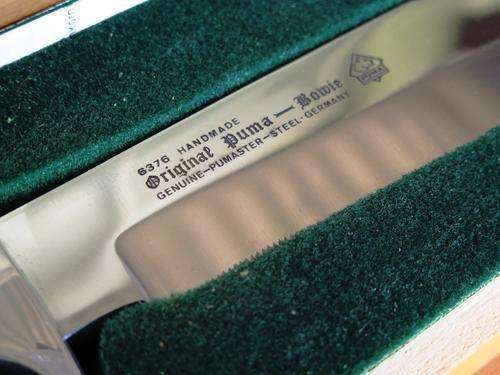 6376 HANDMADE
Original Puma — Bowie
GENUINE-PUMASTER-STEEL-GERMANY